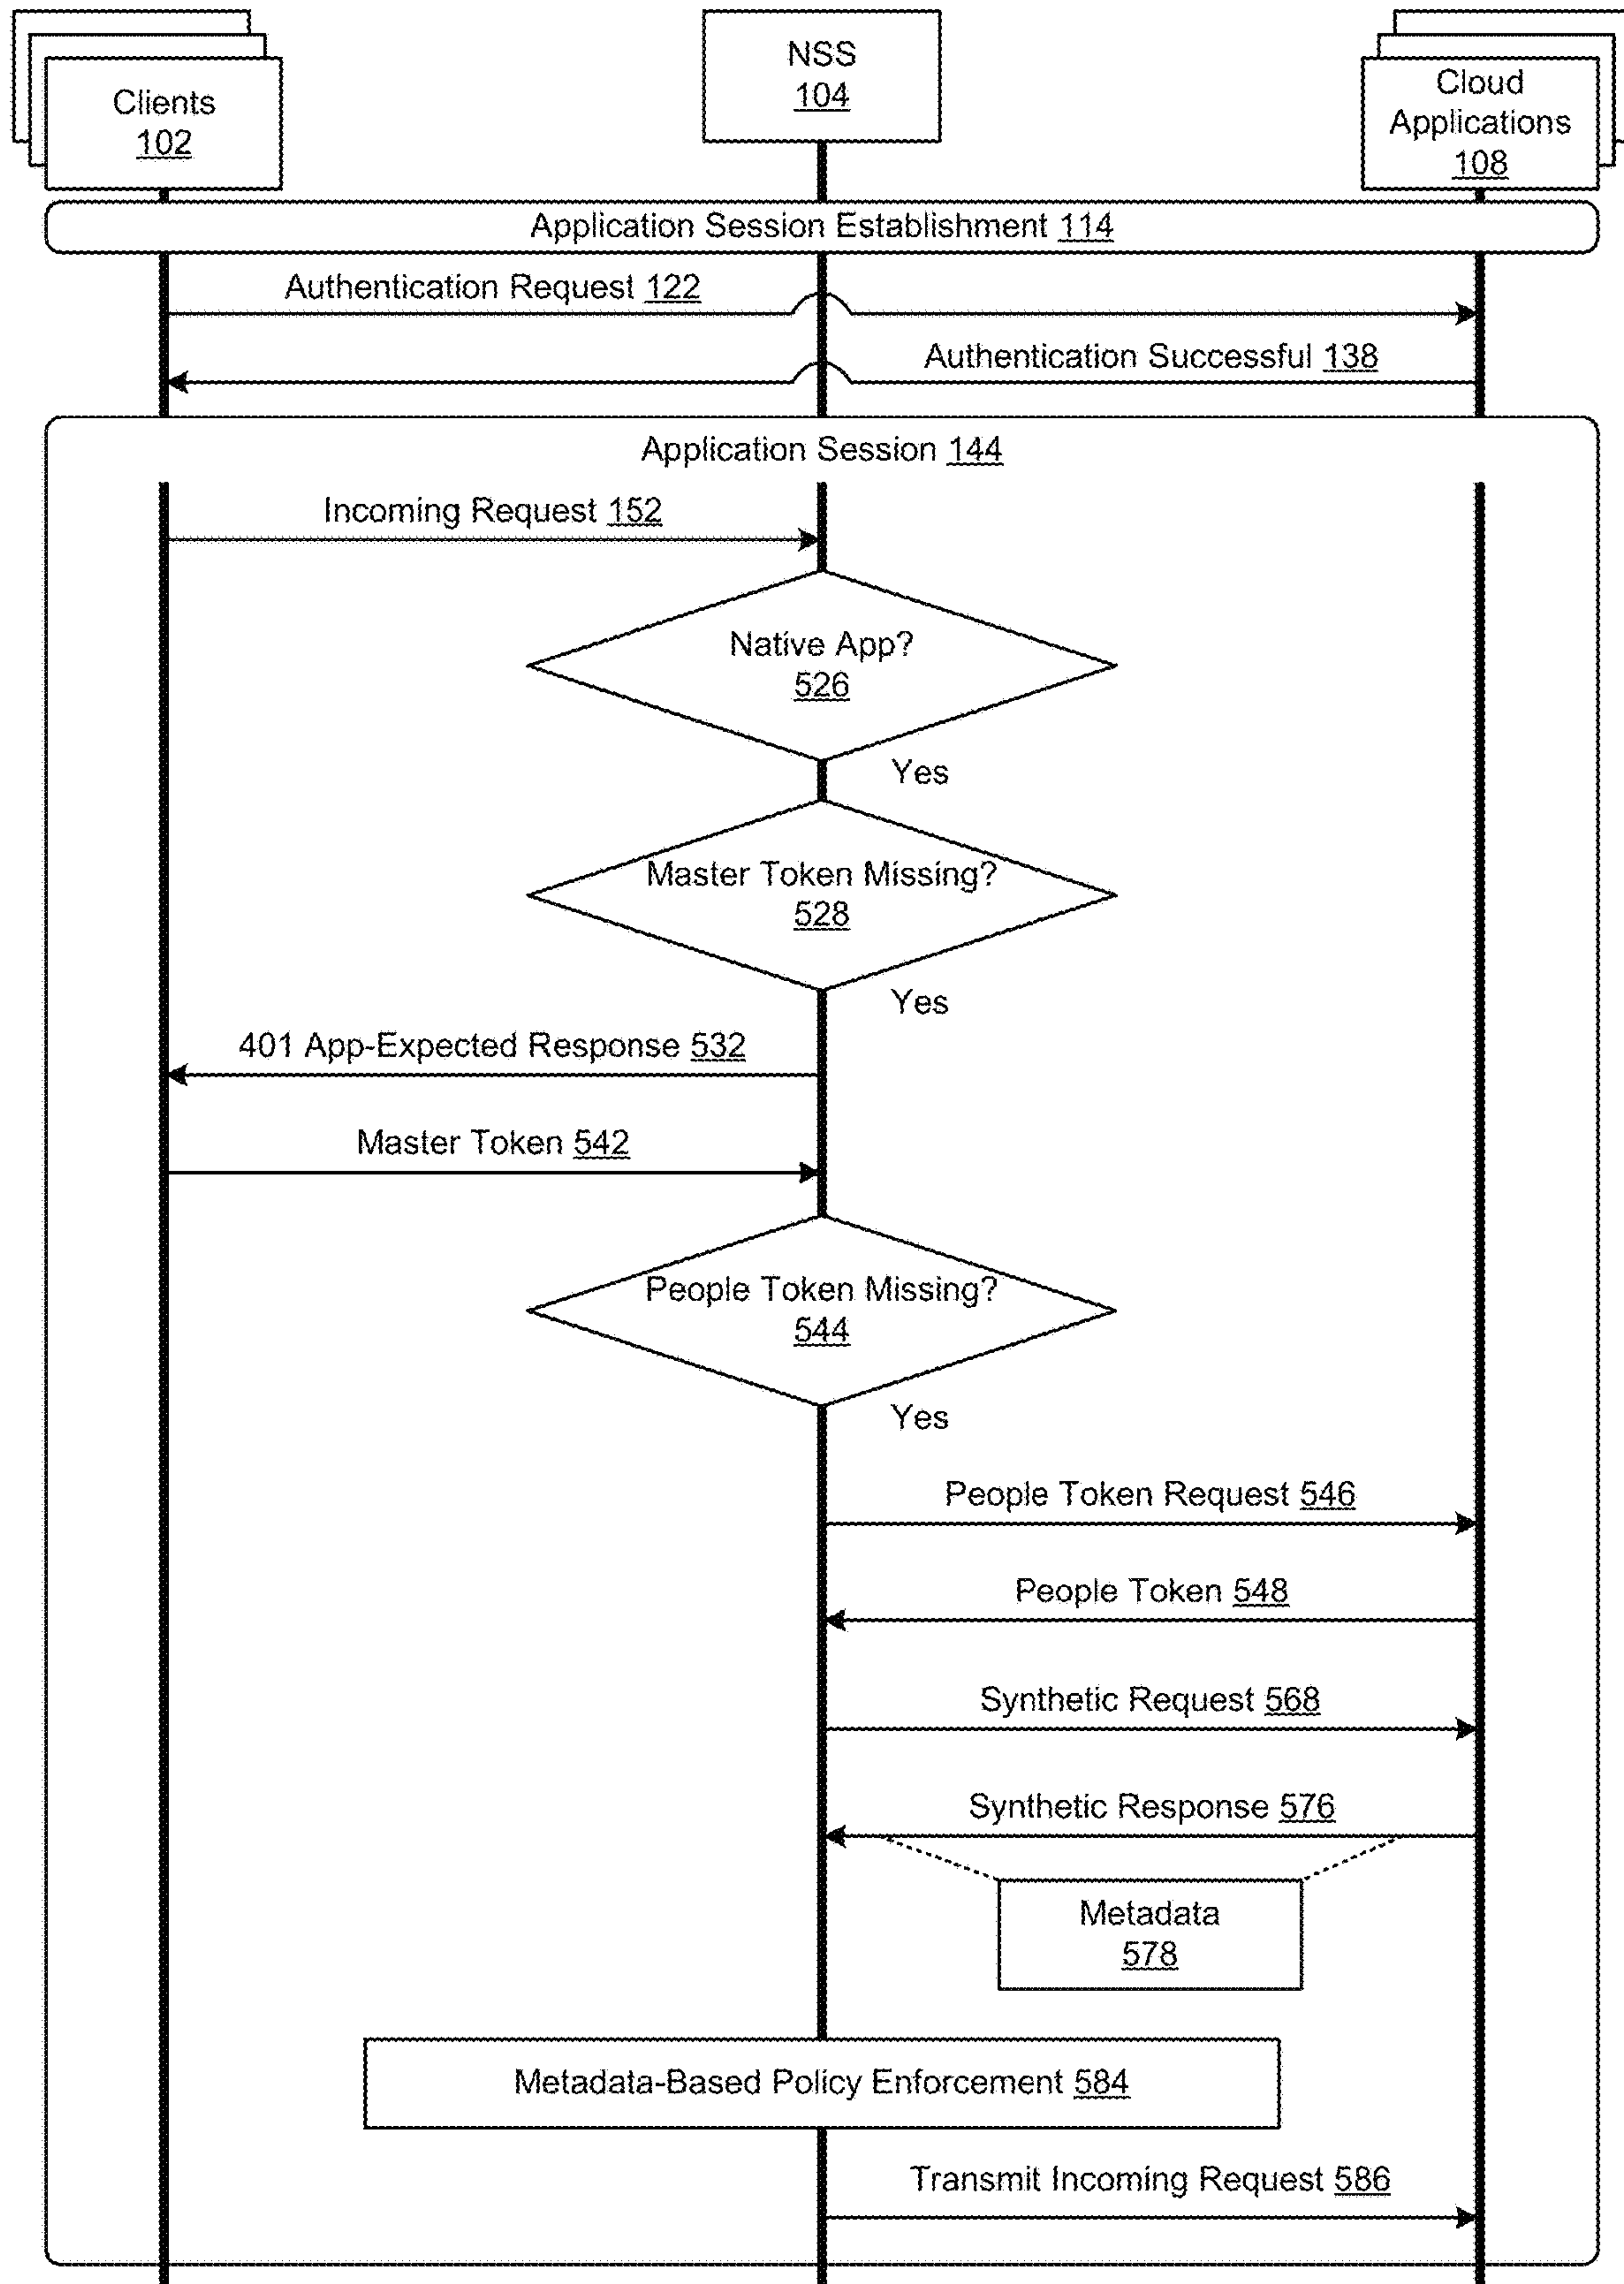 Clients
102
NSS
104
Cloud
Applications
108
Application Session Establishment 114
Authentication Request 122
Authentication Successful 138
Application Session 144
Incoming Request 152
Native App?
526
Yes
Master Token Missing?
528
Yes
401 App-Expected Response 532
Master Token 542
People Token Missing?
544
Yes
People Token Request 546
People Token 548
Synthetic Request 568
Synthetic Response 576
Metadata
578
Metadata-Based Policy Enforcement 584
Transmit Incoming Request 586